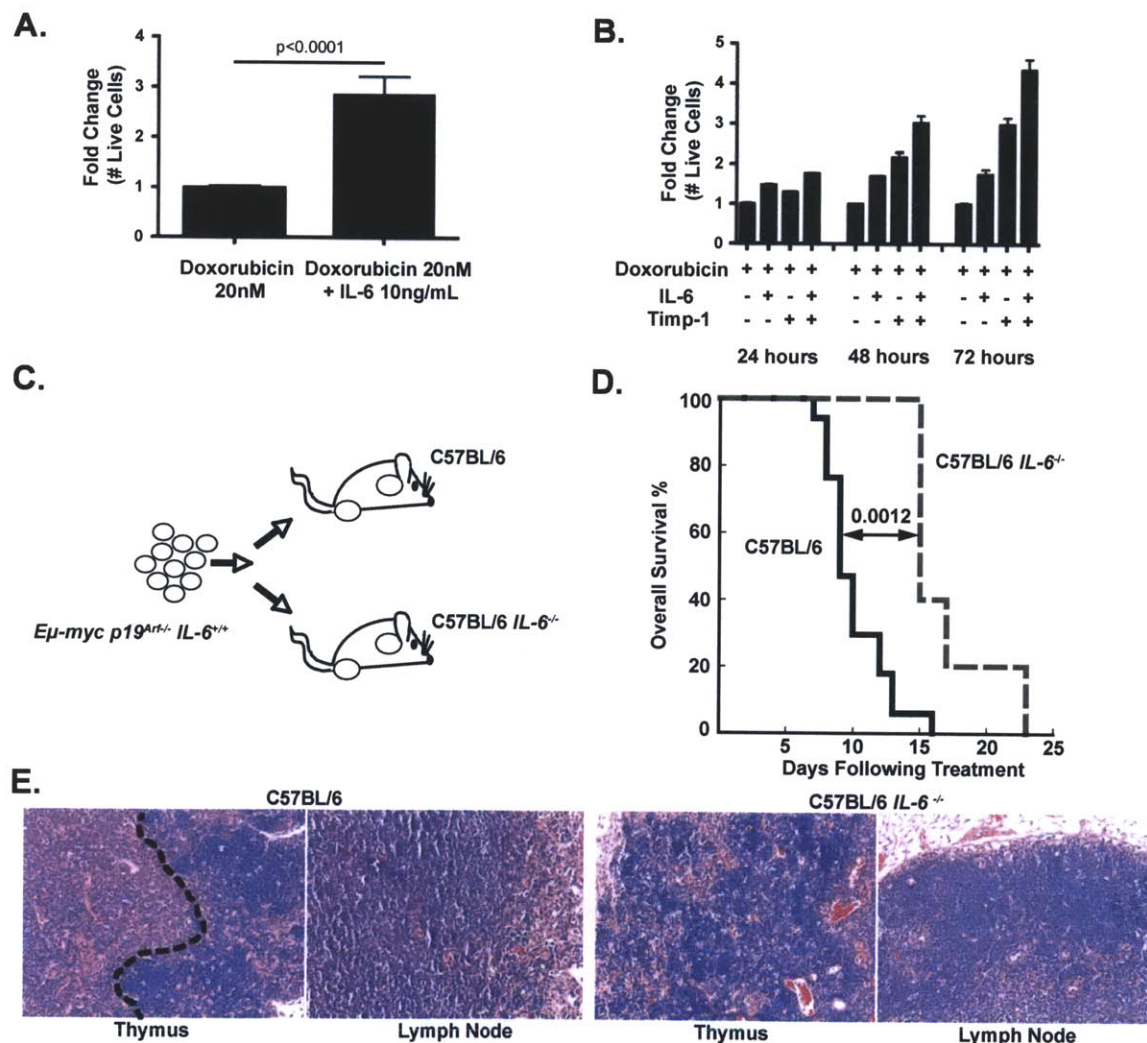 A.
p<0.0001
Fold Change
(# Live Cells)
4
3
2
1
0
Doxorubicin
20nM
Doxorubicin 20nM
+ IL-6 10ng/mL
B.
Fold Change
(# Live Cells)
5
4
3
2
1
0
Doxorubicin + + + + + + + + + + + +
IL-6 - + - + - + - + - + - +
Timp-1 - - + + - - + + - - + +
24 hours 48 hours 72 hours
C.
C57BL/6
Eμ-myc p19Arf-/- IL-6+/+
C57BL/6 IL-6-/-
D.
Overall Survival %
100
80
60
40
20
0
C57BL/6 IL-6-/-
0.0012
C57BL/6
5 10 15 20 25
Days Following Treatment
E.
C57BL/6
C57BL/6 IL-6 -/-
Thymus
Lymph Node
Thymus
Lymph Node